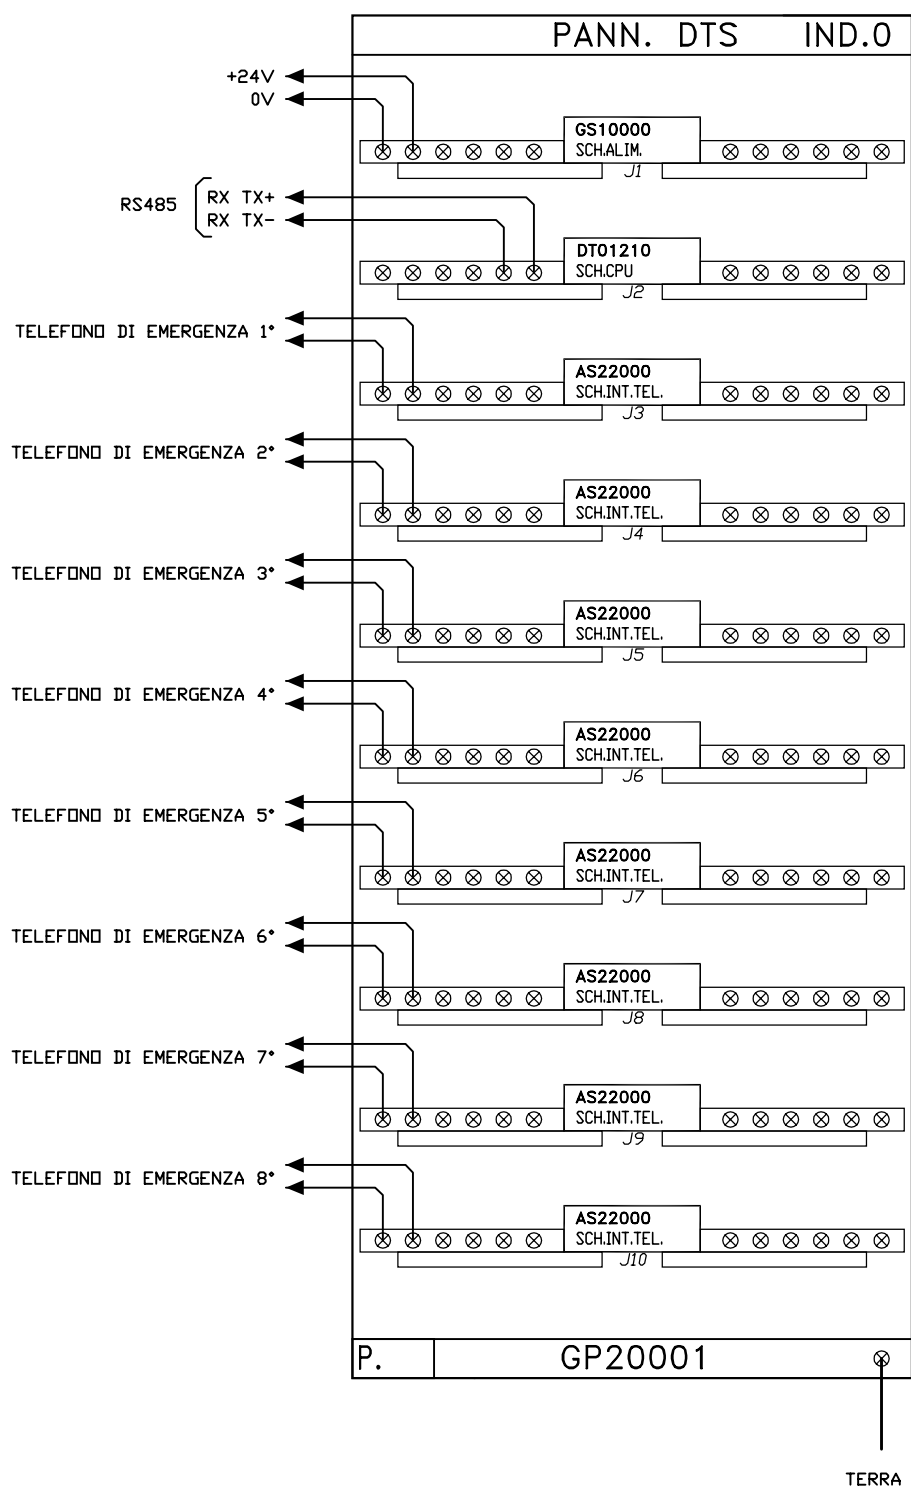 PANN. DTS IND.0
+24V
0V
GS10000
SCH.ALIM.
J1
RS485
RX TX+
RX TX-
DT01210
SCH.CPU
J2
TELEFONO DI EMERGENZA 1°
AS22000
SCH.INT.TEL.
J3
TELEFONO DI EMERGENZA 2°
AS22000
SCH.INT.TEL.
J4
TELEFONO DI EMERGENZA 3°
AS22000
SCH.INT.TEL.
J5
TELEFONO DI EMERGENZA 4°
AS22000
SCH.INT.TEL.
J6
TELEFONO DI EMERGENZA 5°
AS22000
SCH.INT.TEL.
J7
TELEFONO DI EMERGENZA 6°
AS22000
SCH.INT.TEL.
J8
TELEFONO DI EMERGENZA 7°
AS22000
SCH.INT.TEL.
J9
TELEFONO DI EMERGENZA 8°
AS22000
SCH.INT.TEL.
J10
P. GP20001
TERRA